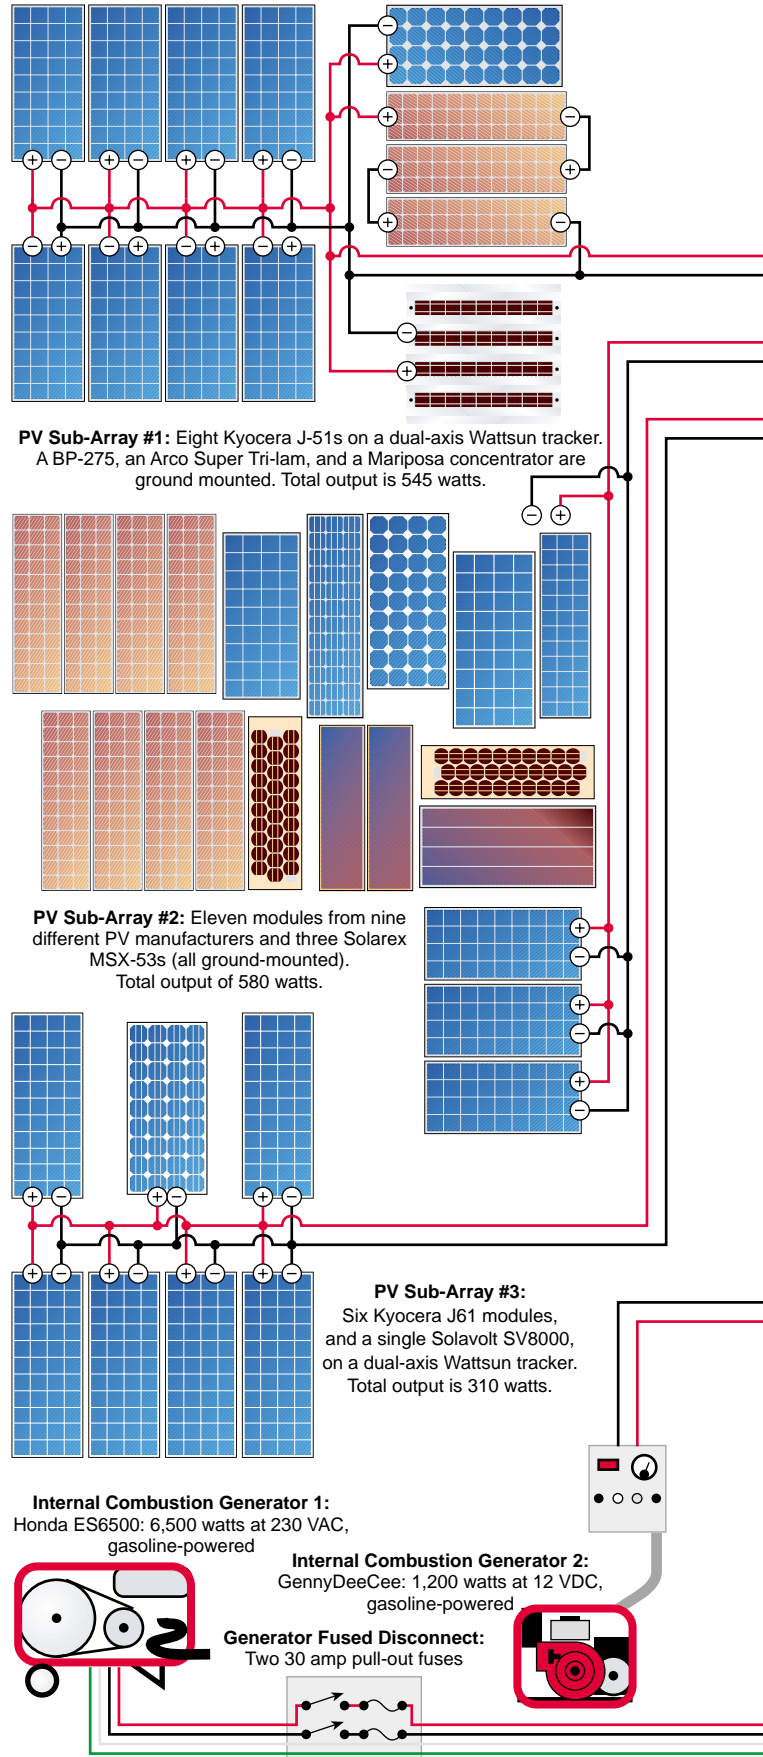 PV Sub-Array #1: Eight Kyocera J-51s on a dual-axis Wattsun tracker.
A BP-275, an Arco Super Tri-lam, and a Mariposa concentrator are
ground mounted. Total output is 545 watts.
PV Sub-Array #2: Eleven modules from nine
different PV manufacturers and three Solarex
MSX-53s (all ground-mounted).
Total output of 580 watts.
PV Sub-Array #3:
Six Kyocera J61 modules,
and a single Solavolt SV8000,
on a dual-axis Wattsun tracker.
Total output is 310 watts.
Internal Combustion Generator 1:
Honda ES6500: 6,500 watts at 230 VAC,
gasoline-powered
Internal Combustion Generator 2:
GennyDeeCee: 1,200 watts at 12 VDC,
gasoline-powered
Generator Fused Disconnect:
Two 30 amp pull-out fuses